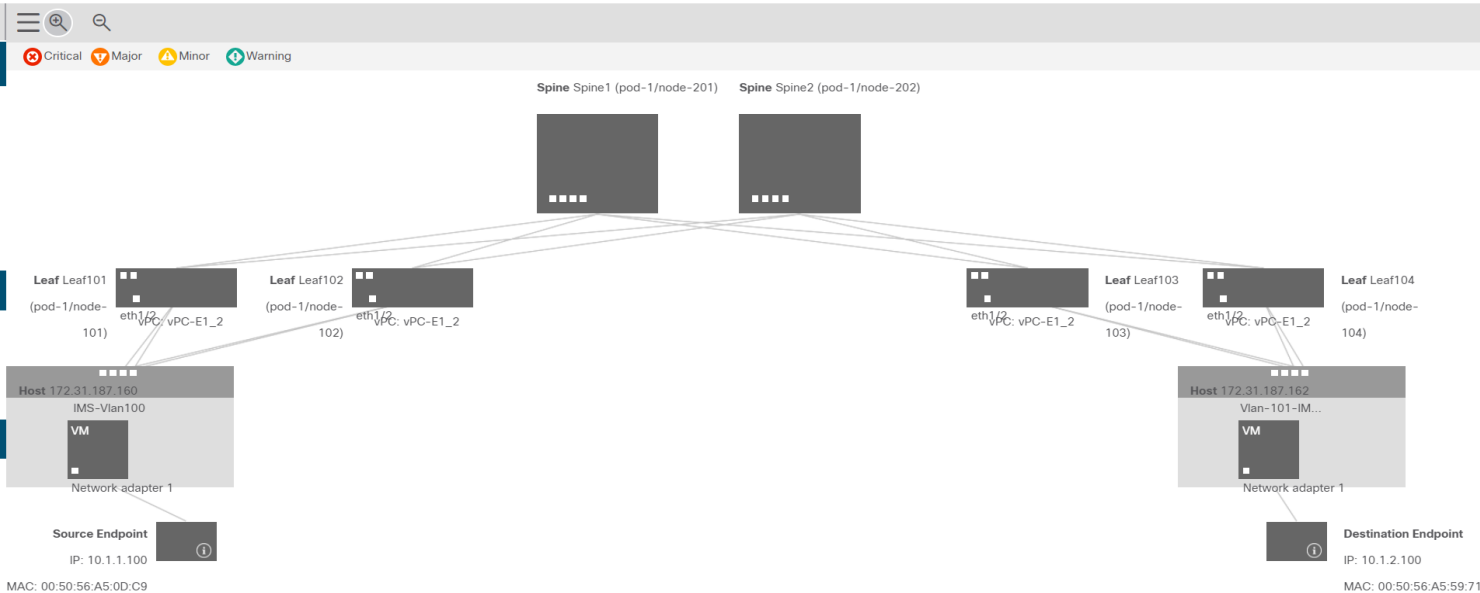 Critical Major Minor Warning
Spine Spine1 (pod-1/node-201) Spine Spine2 (pod-1/node-202)
Leaf Leaf101
(pod-1/node-
101)
eth1/2
vPC: vPC-E1_2
Leaf Leaf102
(pod-1/node-
102)
eth1/2
vPC: vPC-E1_2
eth1/2
vPC: vPC-E1_2
Leaf Leaf103
(pod-1/node-
103)
eth1/2
vPC: vPC-E1_2
Leaf Leaf104
(pod-1/node-
104)
Host 172.31.187.160
IMS-Vlan100
VM
Network adapter 1
Host 172.31.187.162
Vlan-101-IM...
VM
Network adapter 1
Source Endpoint
IP: 10.1.1.100
MAC: 00:50:56:A5:0D:C9
Destination Endpoint
IP: 10.1.2.100
MAC: 00:50:56:A5:59:71